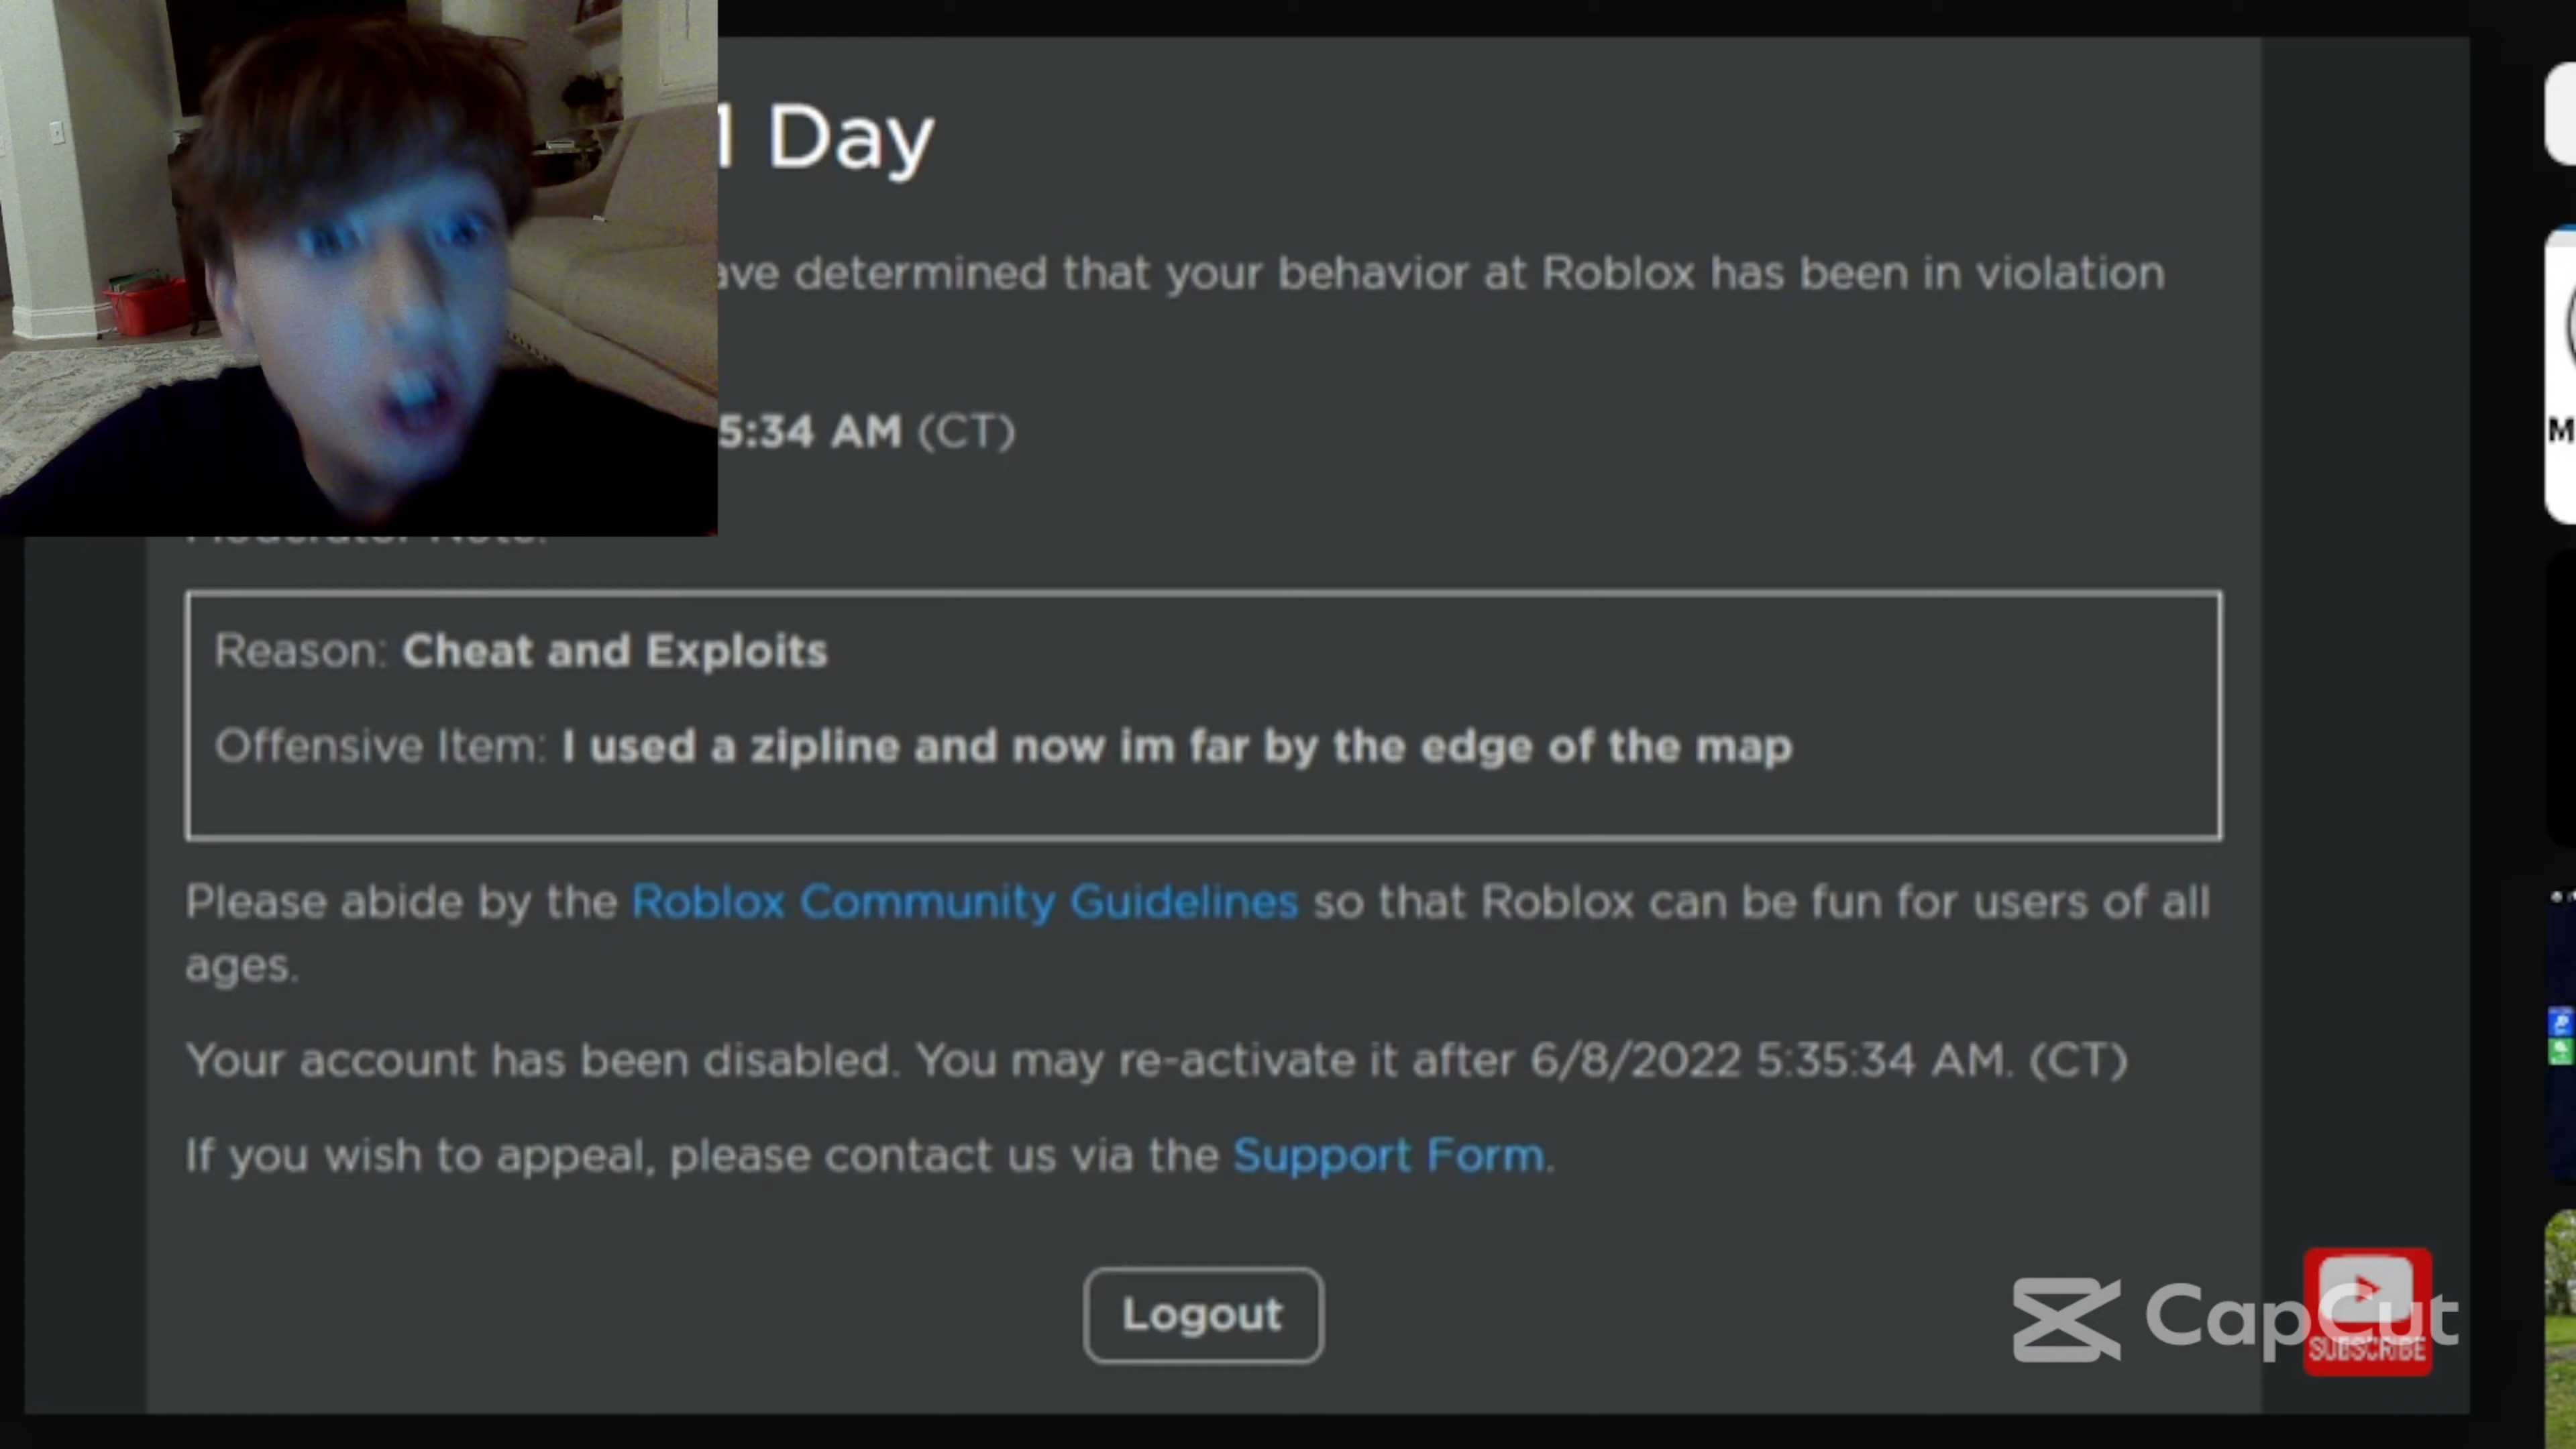 1 Day
ave determined that your behavior at Roblox has been in violation
5:34 AM (CT)
Moderator Note:
Reason: Cheat and Exploits
Offensive Item: I used a zipline and now im far by the edge of the map
Please abide by the Roblox Community Guidelines so that Roblox can be fun for users of all
ages.
Your account has been disabled. You may re-activate it after 6/8/2022 5:35:34 AM. (CT)
If you wish to appeal, please contact us via the Support Form.
Logout
CapCut
SUBSCRIBE
M